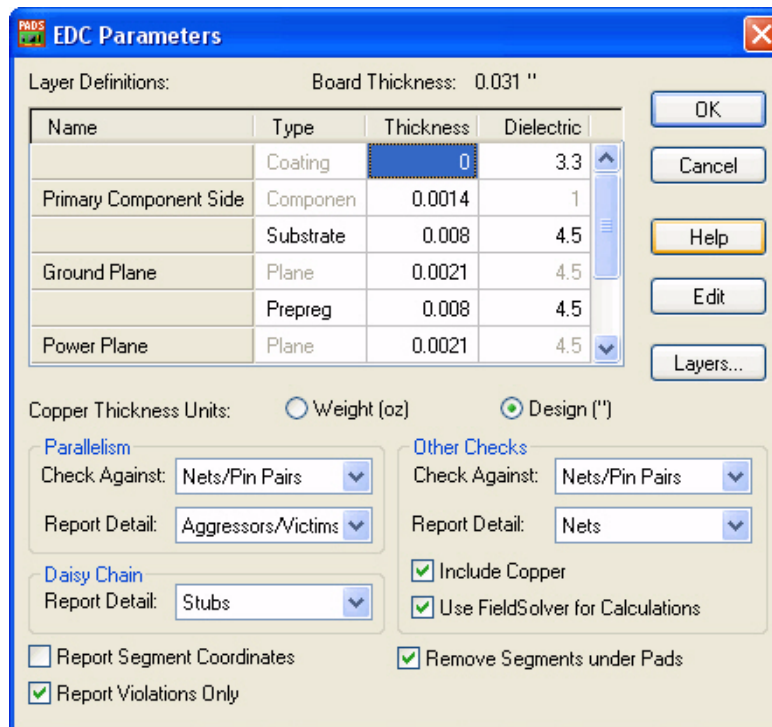 PADS EDC Parameters
Layer Definitions: Board Thickness: 0.031 "
Name Type Thickness Dielectric
Coating 0 3.3
Primary Component Side Componen 0.0014 1
Substrate 0.008 4.5
Ground Plane Plane 0.0021 4.5
Prepreg 0.008 4.5
Power Plane Plane 0.0021 4.5
OK
Cancel
Help
Edit
Layers...
Copper Thickness Units: Weight (oz) Design (")
Parallelism
Check Against: Nets/Pin Pairs
Report Detail: Aggressors/Victims
Daisy Chain
Report Detail: Stubs
Other Checks
Check Against: Nets/Pin Pairs
Report Detail: Nets
Include Copper
Use FieldSolver for Calculations
Report Segment Coordinates
Remove Segments under Pads
Report Violations Only